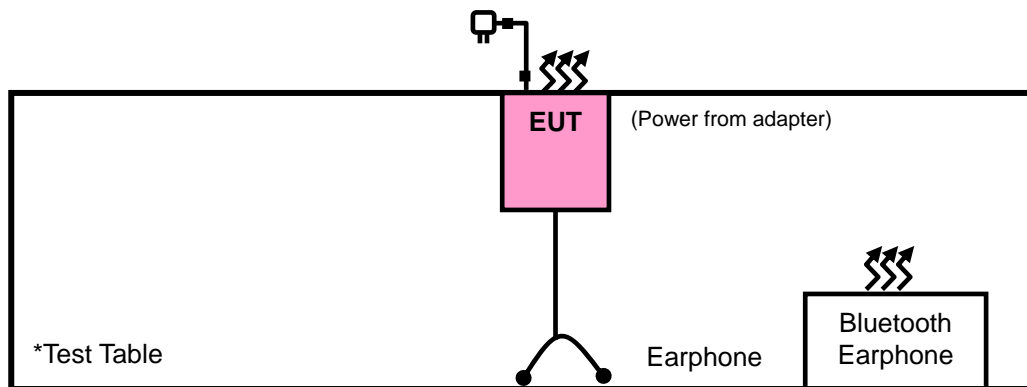 EUT
(Power from adapter)
Bluetooth
Earphone
*Test Table
Earphone